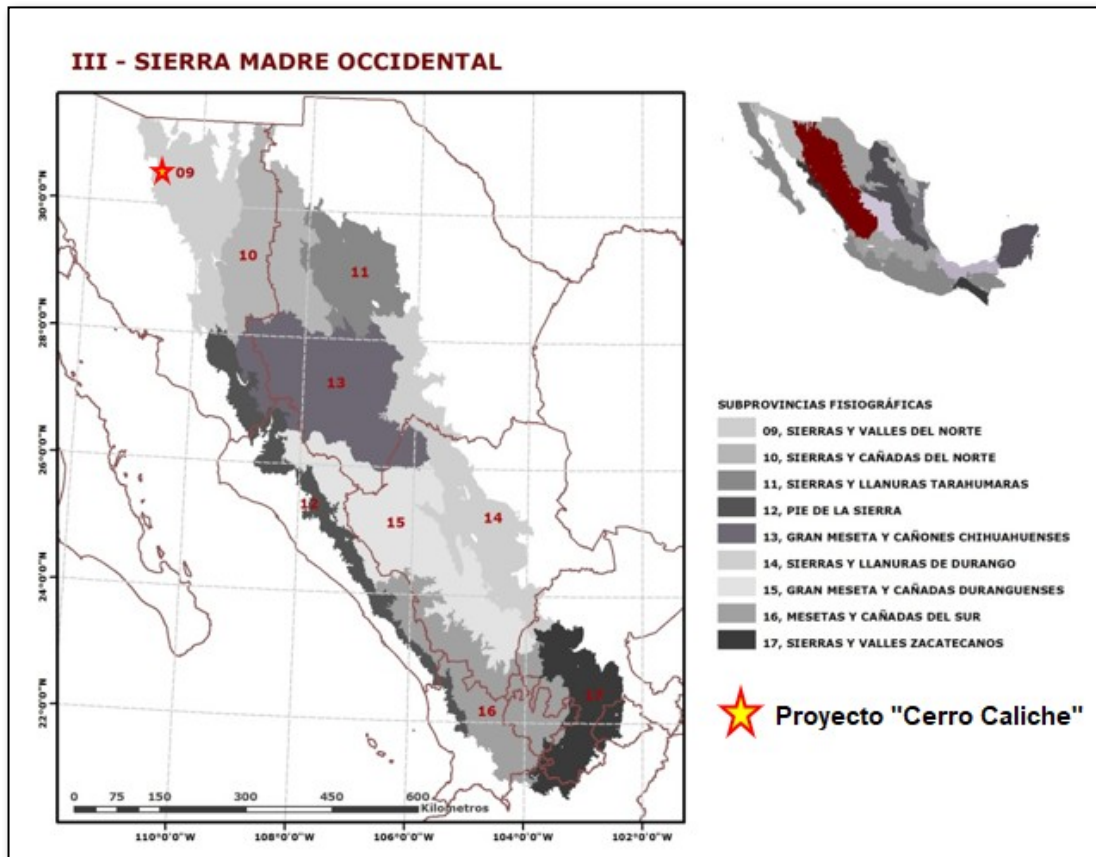 III - SIERRA MADRE OCCIDENTAL
09
10
11
13
12
15
14
16
17
30°0'0"N
28°0'0"N
26°0'0"N
24°0'0"N
22°0'0"N
0 75 150 300 450 600
Kilometros
110°0'0"W 108°0'0"W 106°0'0"W 104°0'0"W 102°0'0"W
SUBPROVINCIAS FISIOGRÁFICAS
09, SIERRAS Y VALLES DEL NORTE
10, SIERRAS Y CAÑADAS DEL NORTE
11, SIERRAS Y LLANURAS TARAHUMARAS
12, PIE DE LA SIERRA
13, GRAN MESETA Y CAÑONES CHIHUAHUENSES
14, SIERRAS Y LLANURAS DE DURANGO
15, GRAN MESETA Y CAÑADAS DURANGUENSES
16, MESETAS Y CAÑADAS DEL SUR
17, SIERRAS Y VALLES ZACATECANOS
Proyecto "Cerro Caliche"